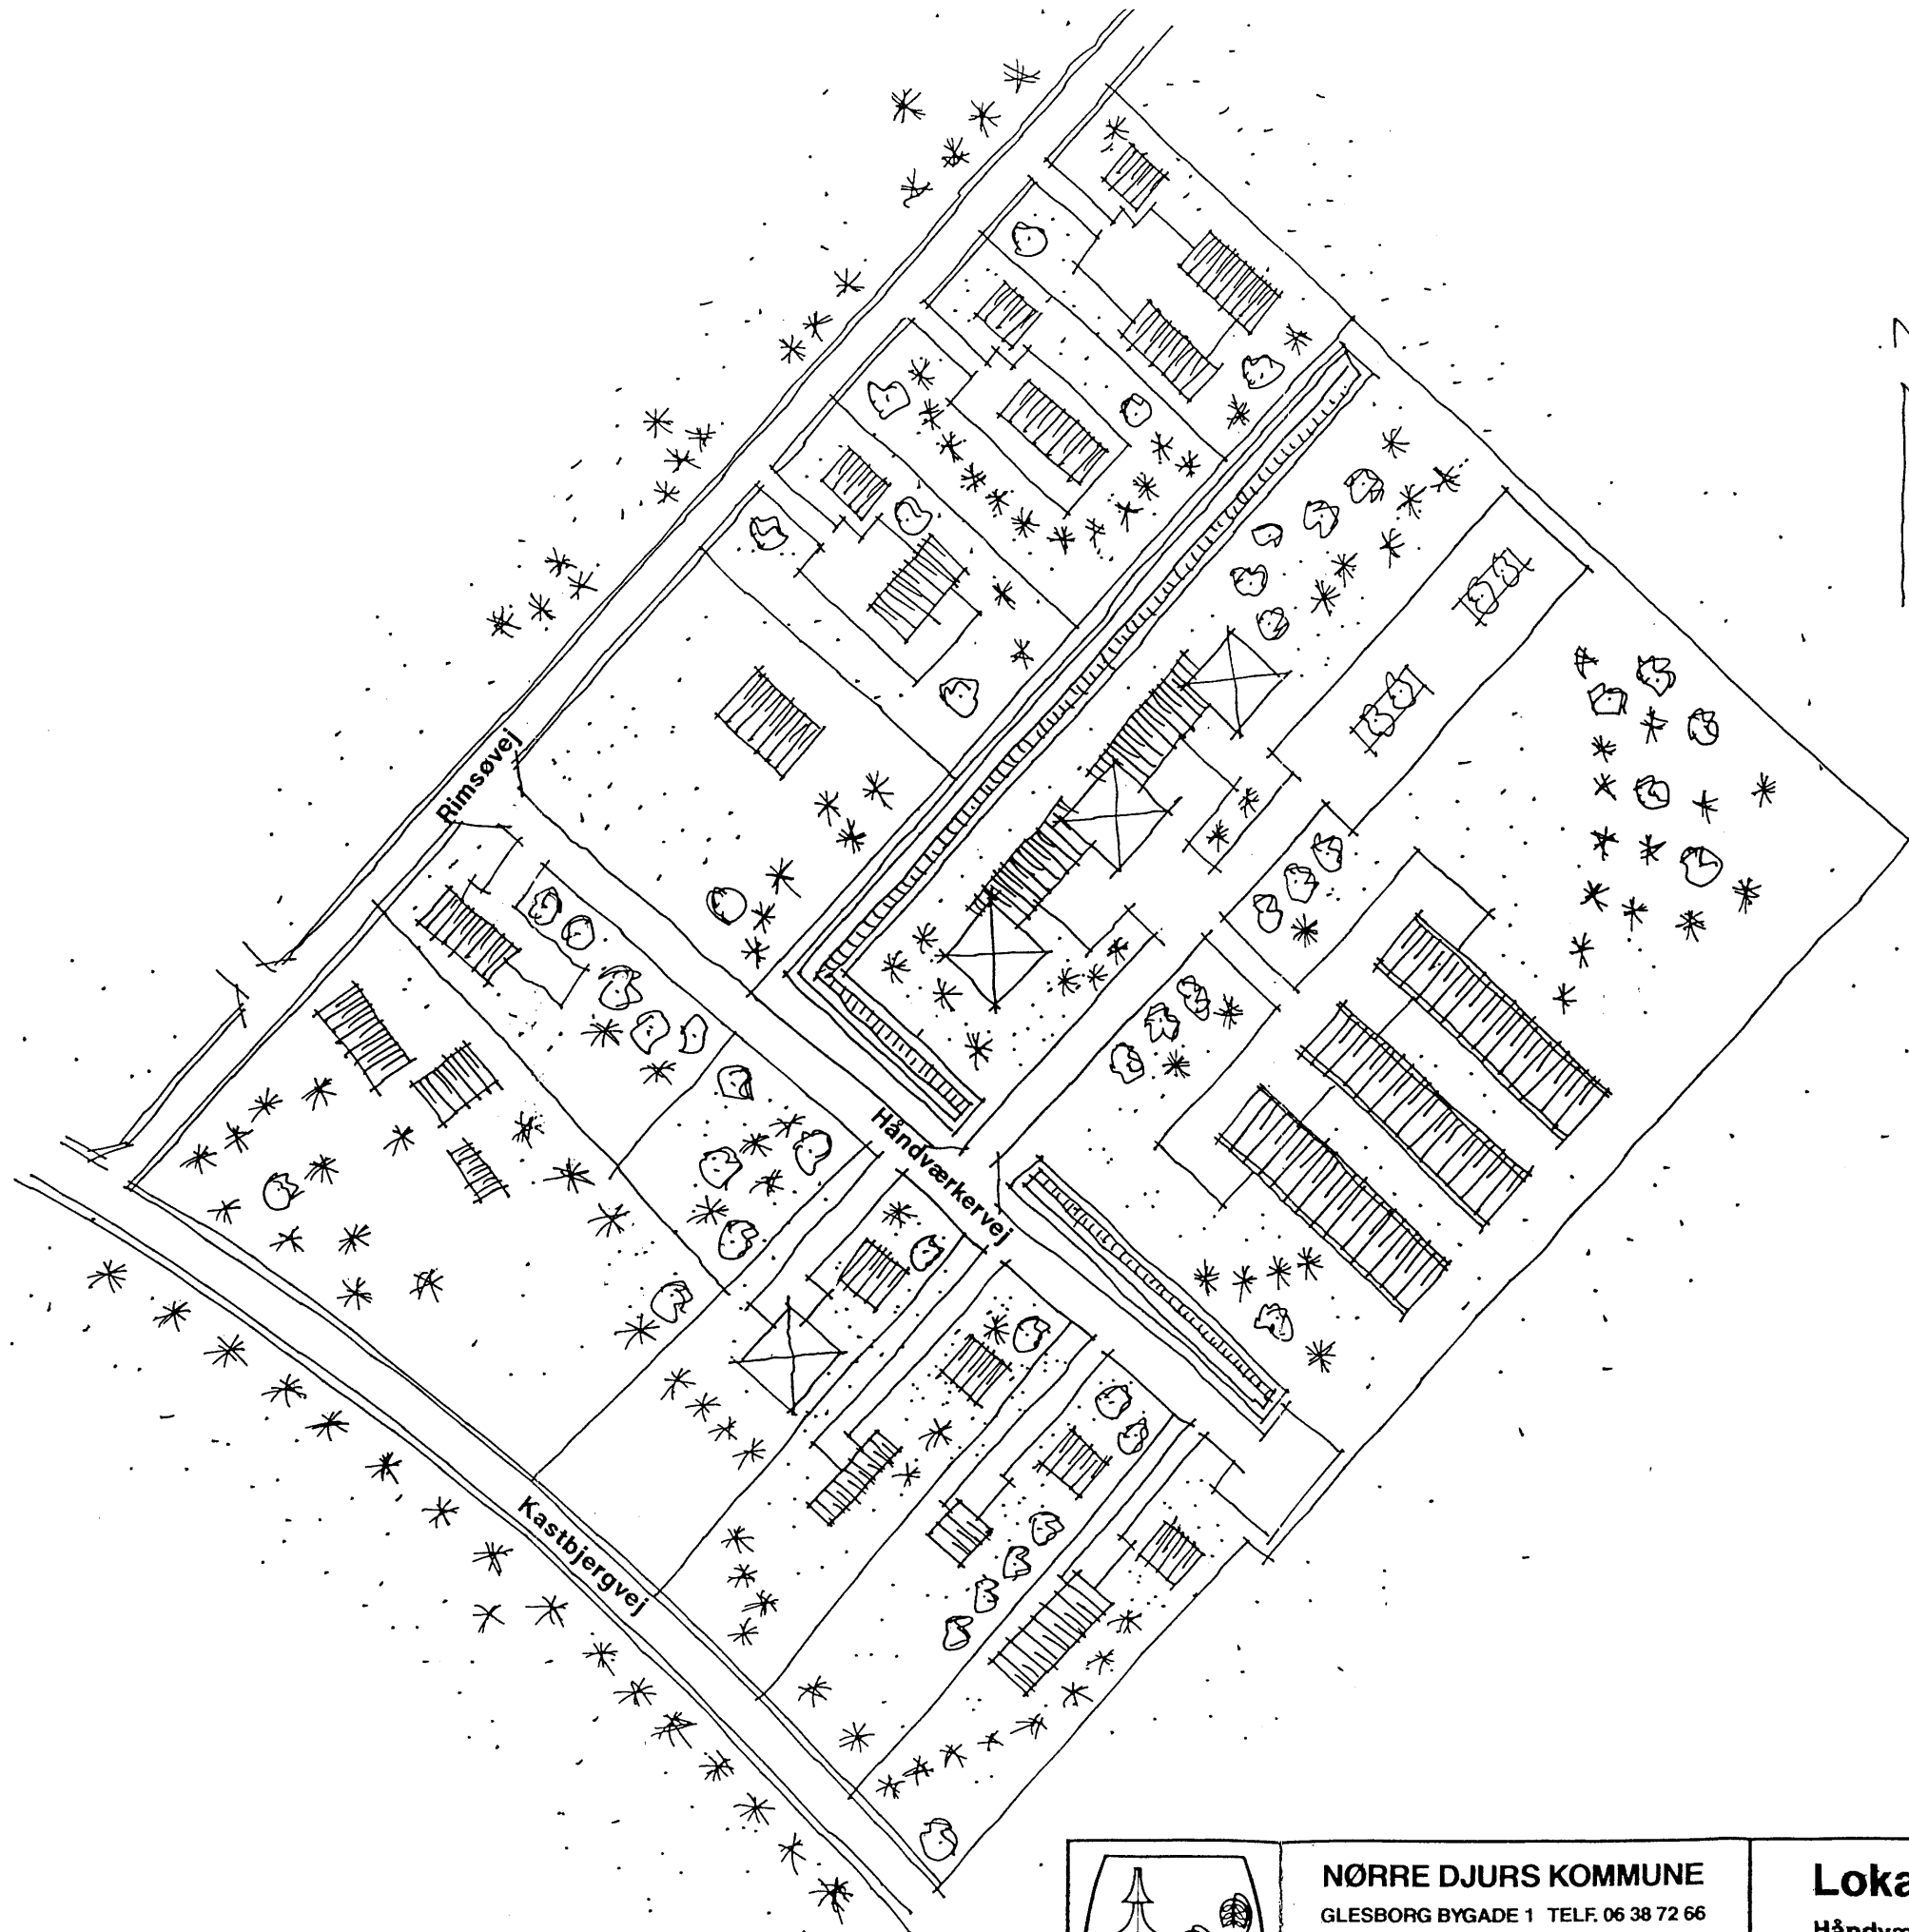 Rimsøvej
Håndværkervej
Kastbjergvej
NØRRE DJURS KOMMUNE
GLESBORG BYGADE 1 TELF. 06 38 72 66
Loka